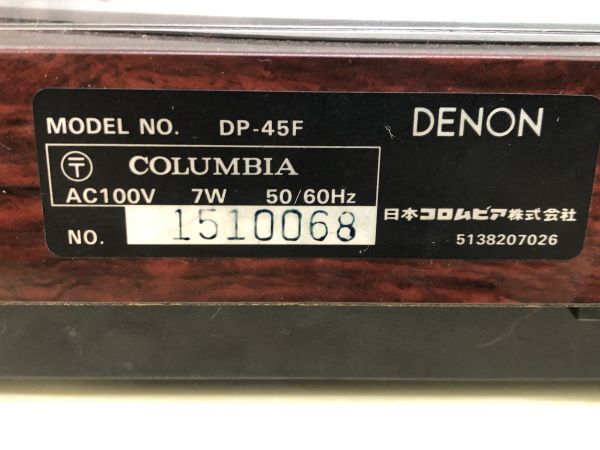 MODEL NO. DP-45F
DENON
〒 COLUMBIA
AC100V 7W 50/60Hz
NO. 1510068
日本コロムビア株式会社
5138207026